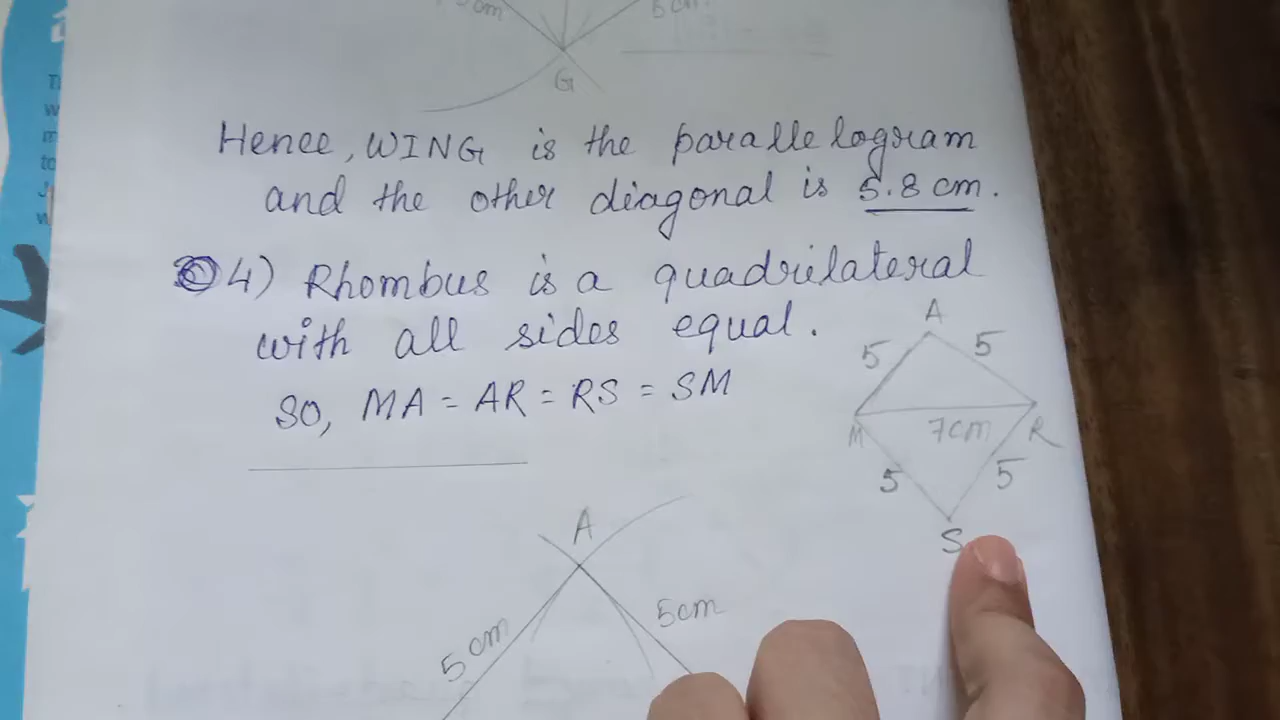 5cm
G
Hence, WING is the parallelogram
and the other diagonal is 5.8 cm.
4) Rhombus is a quadrilateral
with all sides equal.
SO, MA = AR = RS = SM
A
5 5
M 7cm R
5 5
S
A
5cm 5cm